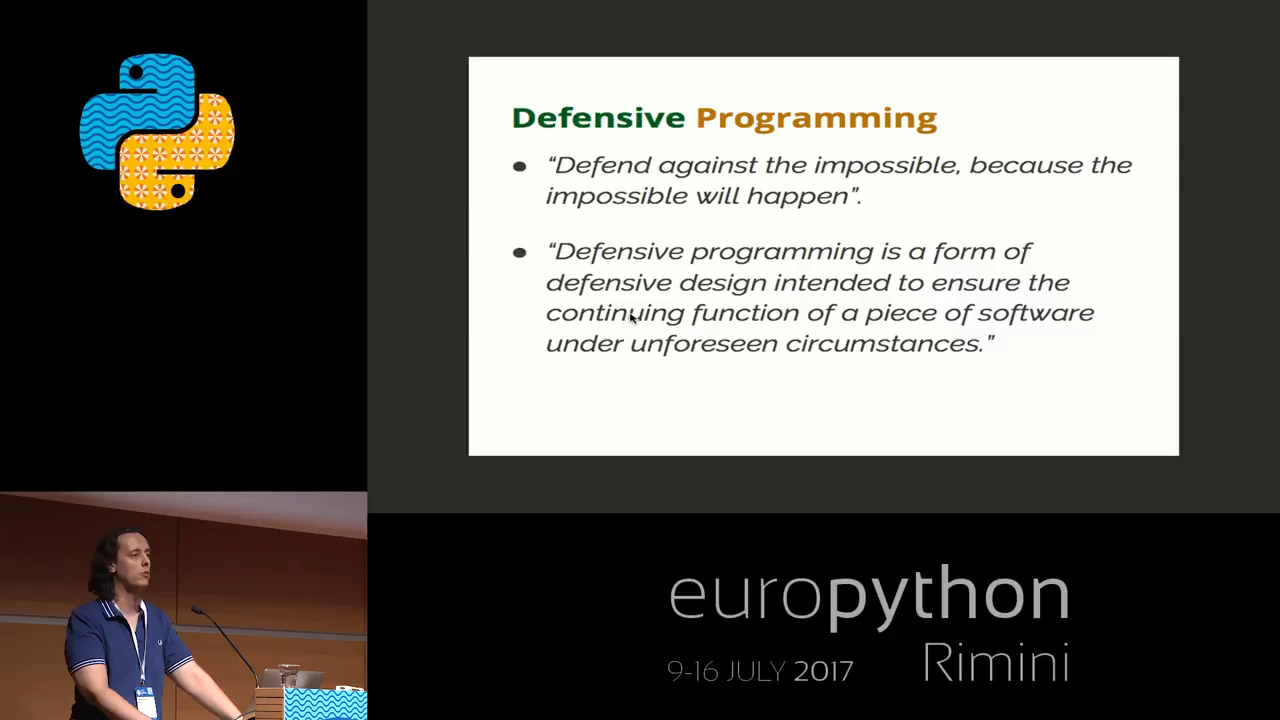 Defensive Programming
● “Defend against the impossible, because the
impossible will happen”.
● “Defensive programming is a form of
defensive design intended to ensure the
continuing function of a piece of software
under unforeseen circumstances.”
europython
Rimini
9-16 JULY 2017